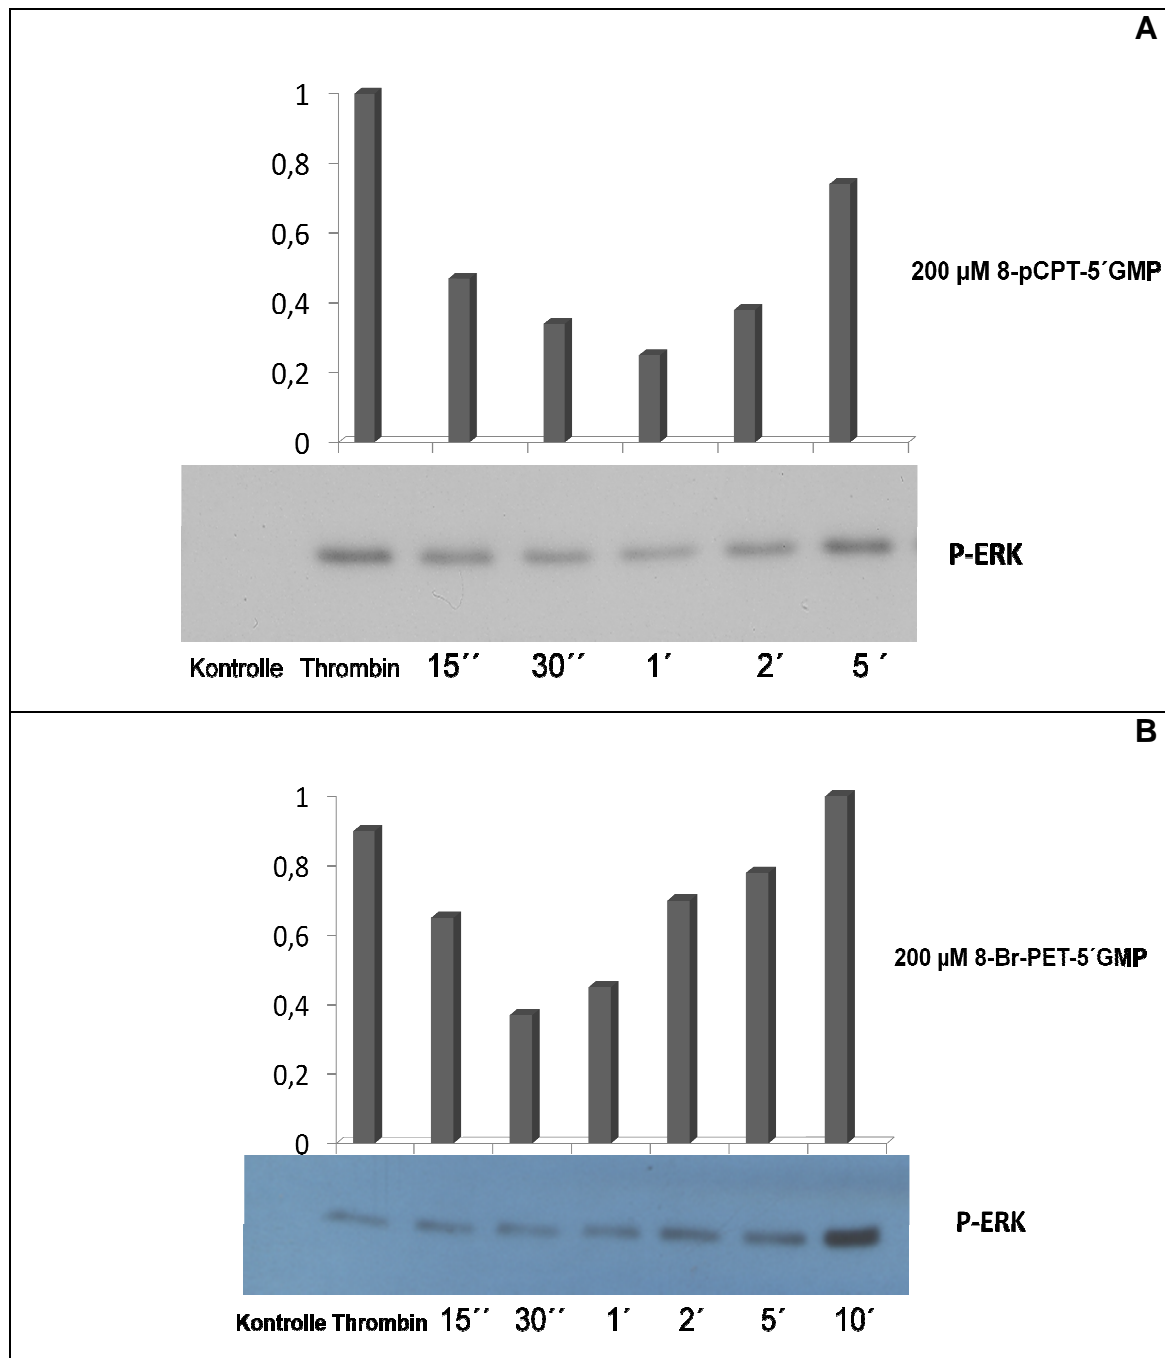 A
1
0,8
0,6
0,4
0,2
0
200 µM 8-pCPT-5´GMP
P-ERK
Kontrolle Thrombin 15´´ 30´´ 1´ 2´ 5 ´
B
1
0,8
0,6
0,4
0,2
0
200 µM 8-Br-PET-5´GMP
P-ERK
Kontrolle Thrombin 15´´ 30´´ 1´ 2´ 5´ 10´